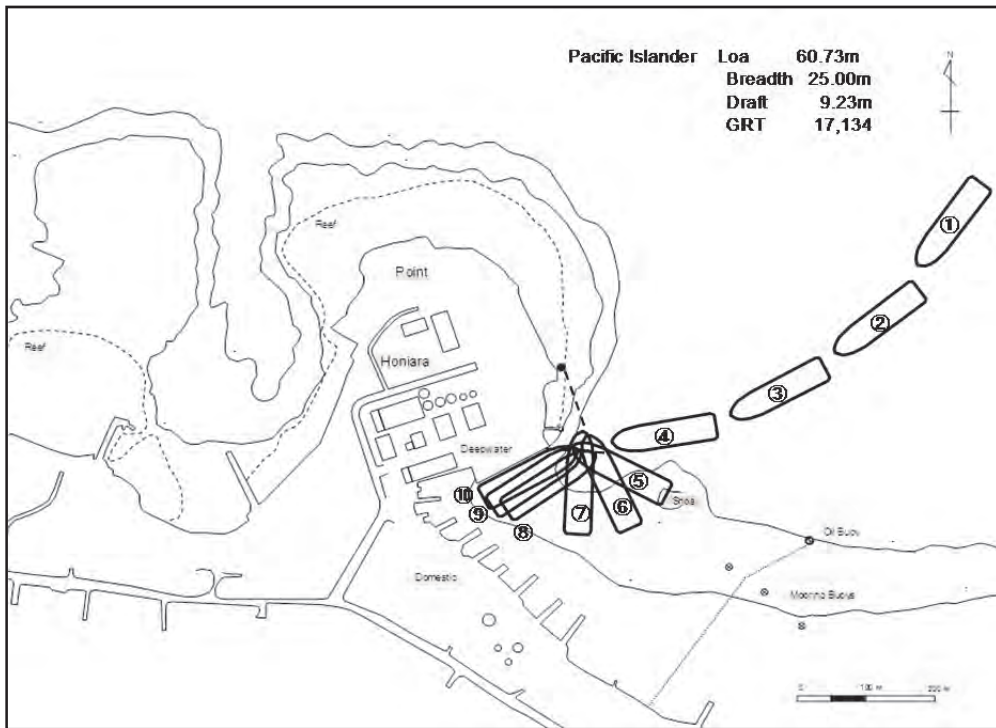 Pacific Islander Loa 60.73m
Breadth 25.00m
Draft 9.23m
GRT 17,134
N
①
Reef
Point
②
Reef
Honiara
③
④
Deepwater
⑤
⑩
⑨
⑥
⑦
⑧
Oil Buoy
Domestic
Mooring Buoys
0 100 M 200 M